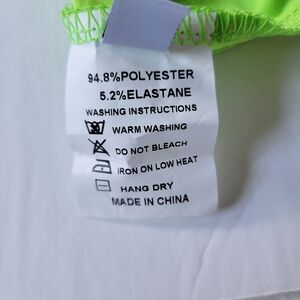 94.8%POLYESTER
5.2%ELASTANE
WASHING INSTRUCTIONS
WARM WASHING
DO NOT BLEACH
IRON ON LOW HEAT
HANG DRY
MADE IN CHINA